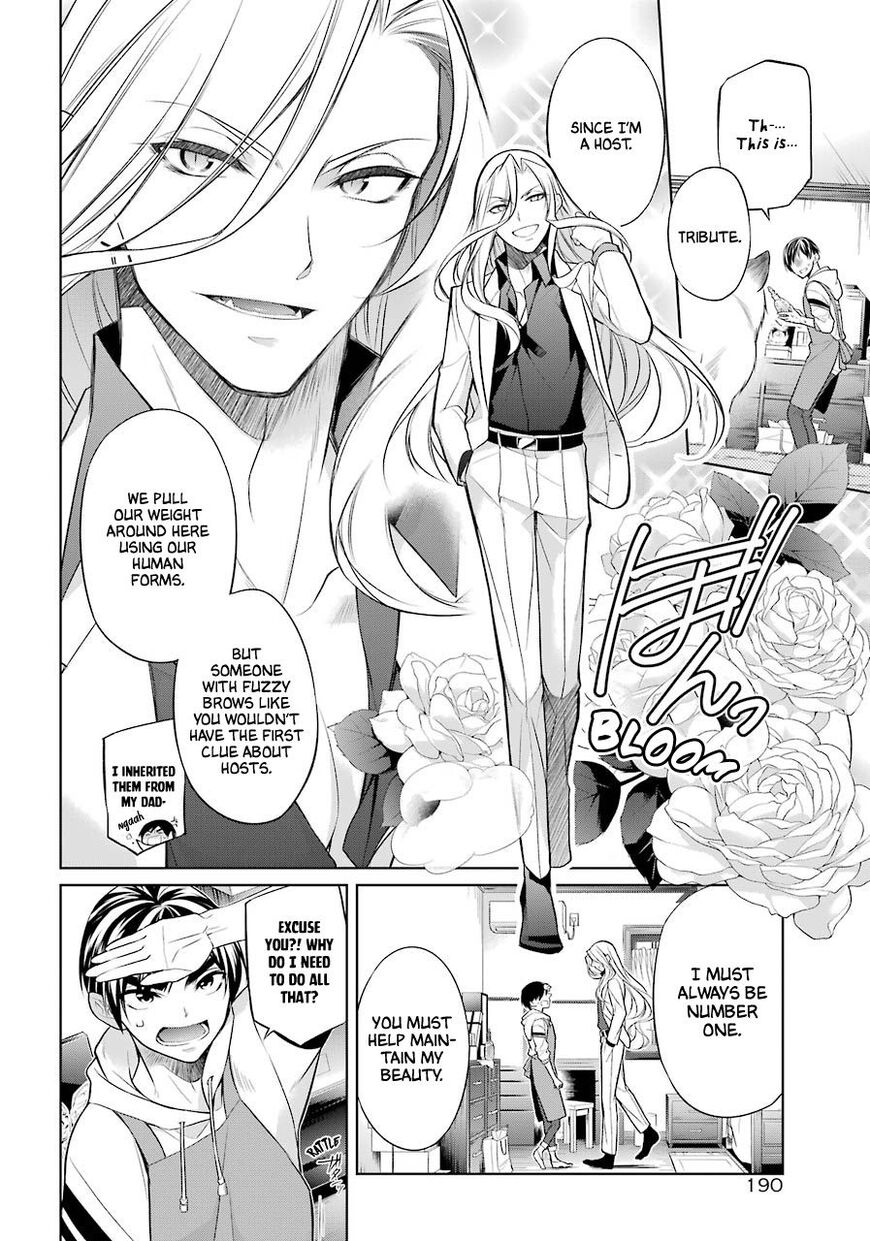 Th-...
This is...
TRIBUTE.
SINCE I'M
A HOST.
ばんっ
BLOOM
WE PULL
OUR WEIGHT
AROUND HERE
USING OUR
HUMAN
FORMS.
BUT
SOMEONE
WITH FUZZY
BROWS LIKE
YOU WOULDN'T
HAVE THE FIRST
CLUE ABOUT
HOSTS.
I INHERITED
THEM FROM
MY DAD-
ngaah
I MUST
ALWAYS BE
NUMBER
ONE.
YOU MUST
HELP MAIN-
TAIN MY
BEAUTY.
EXCUSE
YOU?! WHY
DO I NEED
TO DO ALL
THAT?
RATTLE
190